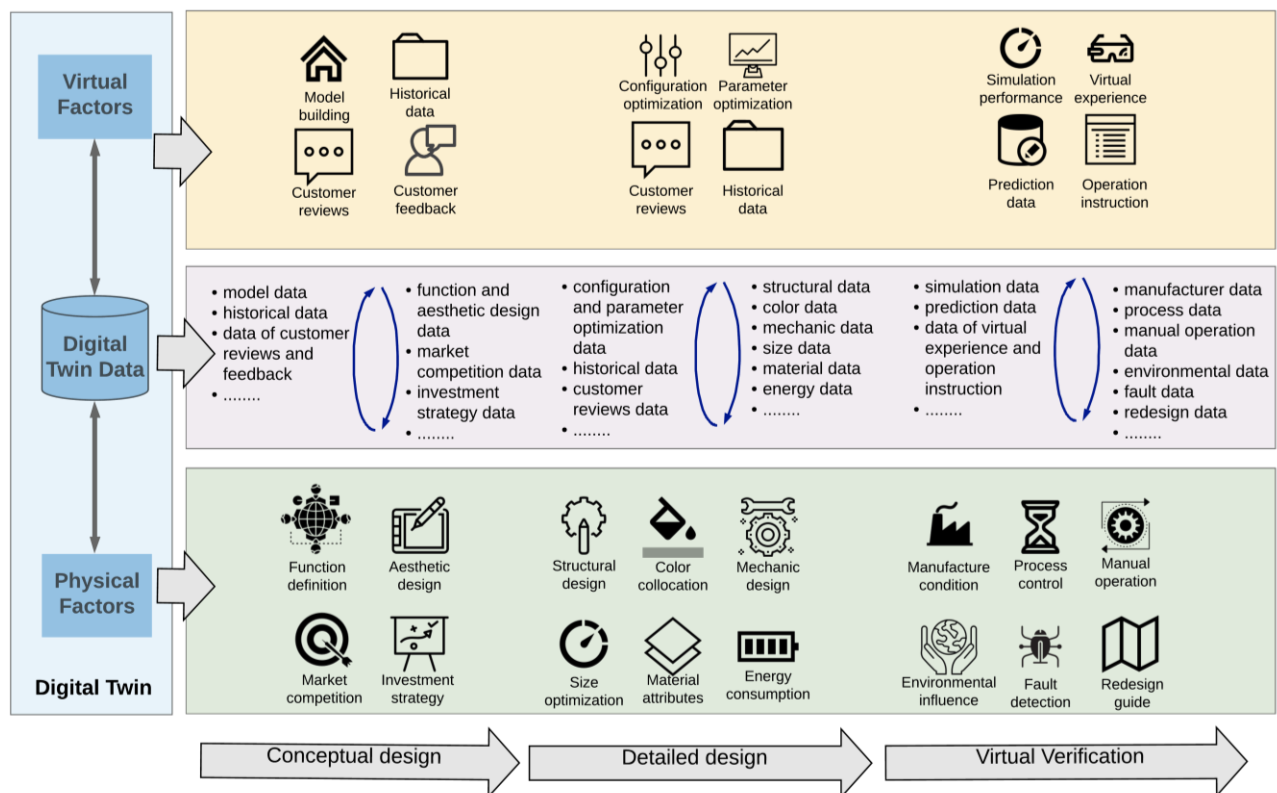 Virtual
Factors
Digital
Twin Data
Physical
Factors
Digital Twin
Model
building
Historical
data
Customer
reviews
Customer
feedback
Configuration
optimization
Parameter
optimization
Customer
reviews
Historical
data
Simulation
performance
Virtual
experience
Prediction
data
Operation
instruction
• model data
• historical data
• data of customer
reviews and
feedback
• ........
• function and
aesthetic design
data
• market
competition data
• investment
strategy data
• ........
• configuration
and parameter
optimization
data
• historical data
• customer
reviews data
• ........
• structural data
• color data
• mechanic data
• size data
• material data
• energy data
• ........
• simulation data
• prediction data
• data of virtual
experience and
operation
instruction
• ........
• manufacturer data
• process data
• manual operation
data
• environmental data
• fault data
• redesign data
• ........
Function
definition
Aesthetic
design
Market
competition
Investment
strategy
Structural
design
Color
collocation
Mechanic
design
Size
optimization
Material
attributes
Energy
consumption
Manufacture
condition
Process
control
Manual
operation
Environmental
influence
Fault
detection
Redesign
guide
Conceptual design
Detailed design
Virtual Verification